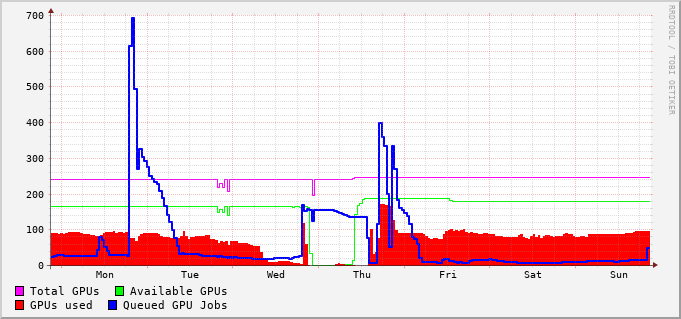 700
600
500
400
300
200
100
0
Mon Tue Wed Thu Fri Sat Sun
Total GPUs Available GPUs
GPUs used Queued GPU Jobs
RRDTOOL / TOBI OETIKER